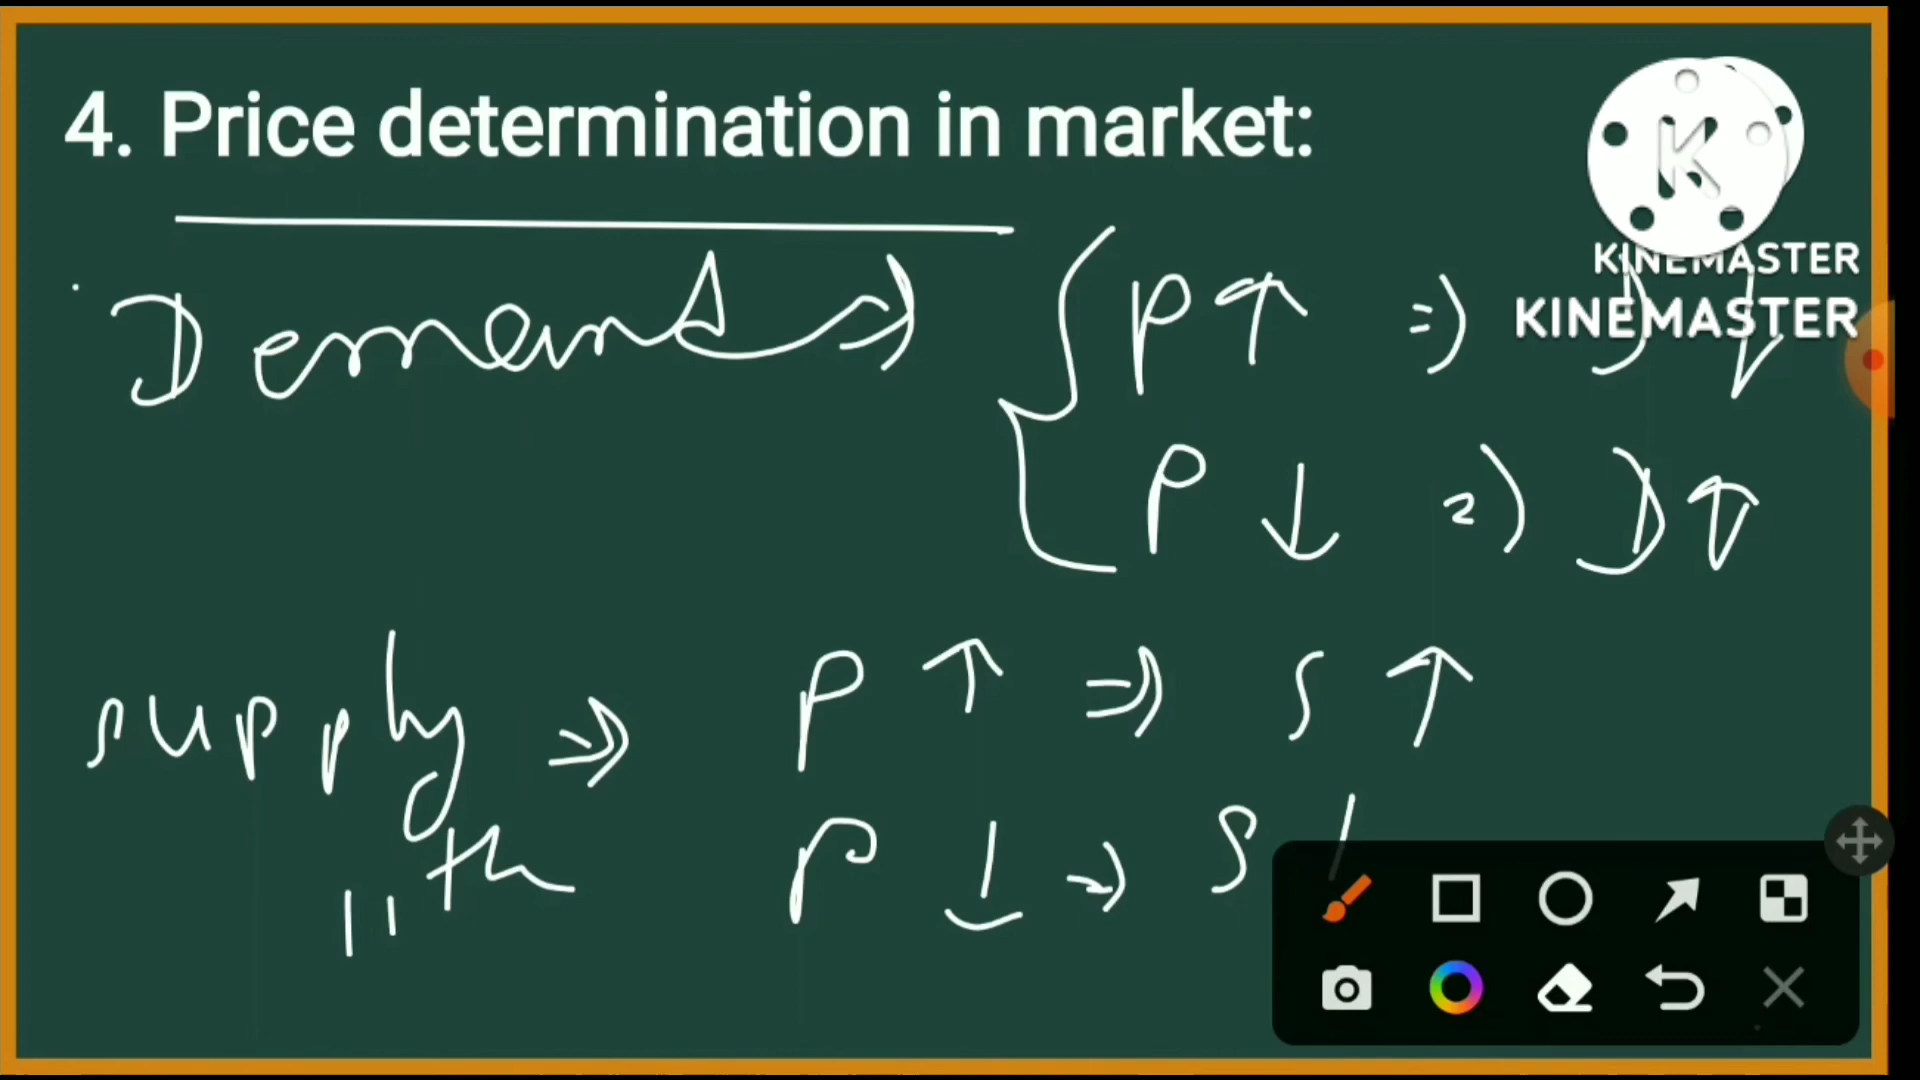 4. Price determination in market:
K
KINEMASTER
KINEMASTER
Demand ⇒ { P↑ ⇒ D↓
P ↓ ⇒ D↑
supply ⇒ P ↑ ⇒ S ↑
P ↓ ⇒ S ↓
11th